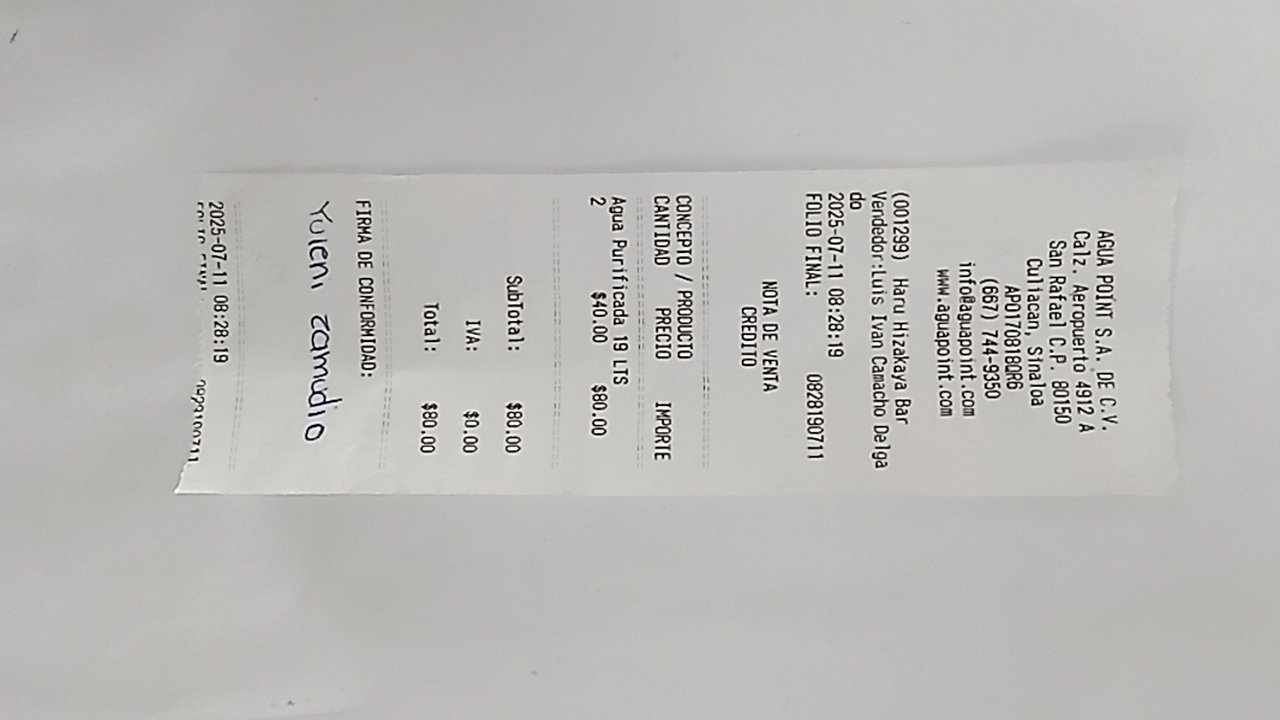 AGUA POINT S.A. DE C.V.
Calz. Aeropuerto 4912 A
San Rafael C.P. 80150
Culiacan, Sinaloa
APO170818QR6
(667) 744-9350
info@aguapoint.com
www.aguapoint.com
(001299) Haru Hizakaya Bar
Vendedor:Luis Ivan Camacho Delga
do
2025-07-11 08:28:19
FOLIO FINAL: 0828190711
NOTA DE VENTA
CREDITO
CONCEPTO / PRODUCTO
CANTIDAD PRECIO IMPORTE
Agua Purificada 19 LTS
2 $40.00 $80.00
SubTotal: $80.00
IVA: $0.00
Total: $80.00
FIRMA DE CONFORMIDAD:
Yuleni zamudio
2025-07-11 08:28:19